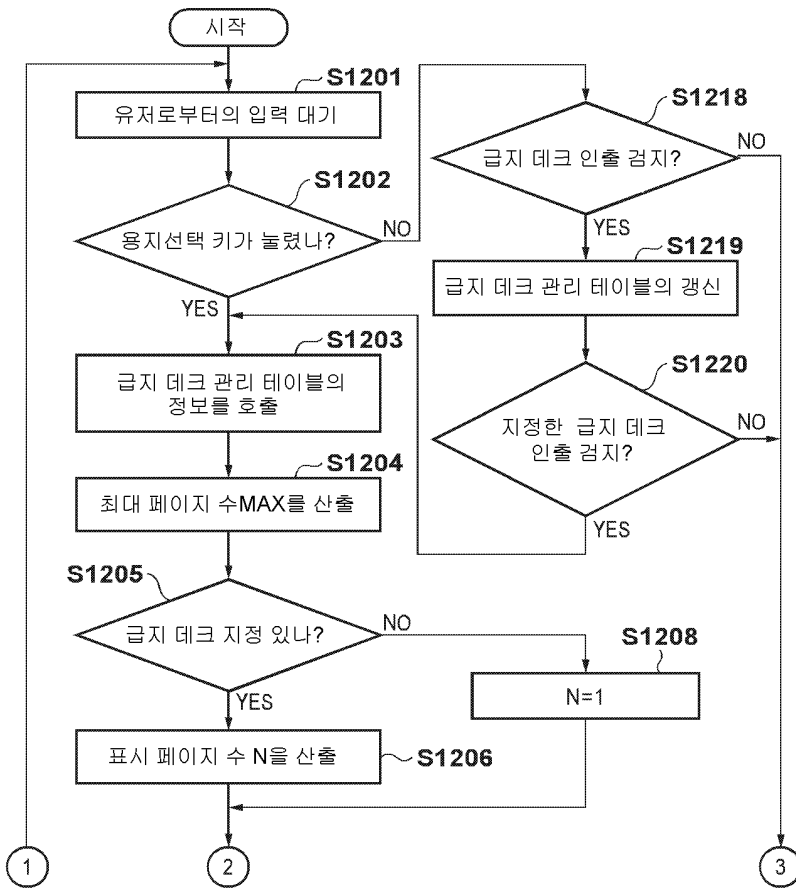 시작
S1201
유저로부터의 입력 대기
S1202
용지선택 키가 눌렸나?
NO
YES
S1203
급지 데크 관리 테이블의
정보를 호출
S1204
최대 페이지 수MAX를 산출
S1205
급지 데크 지정 있나?
NO
YES
S1206
표시 페이지 수 N을 산출
S1208
N=1
S1218
급지 데크 인출 검지?
NO
YES
S1219
급지 데크 관리 테이블의 갱신
S1220
지정한 급지 데크
인출 검지?
NO
YES
1
2
3